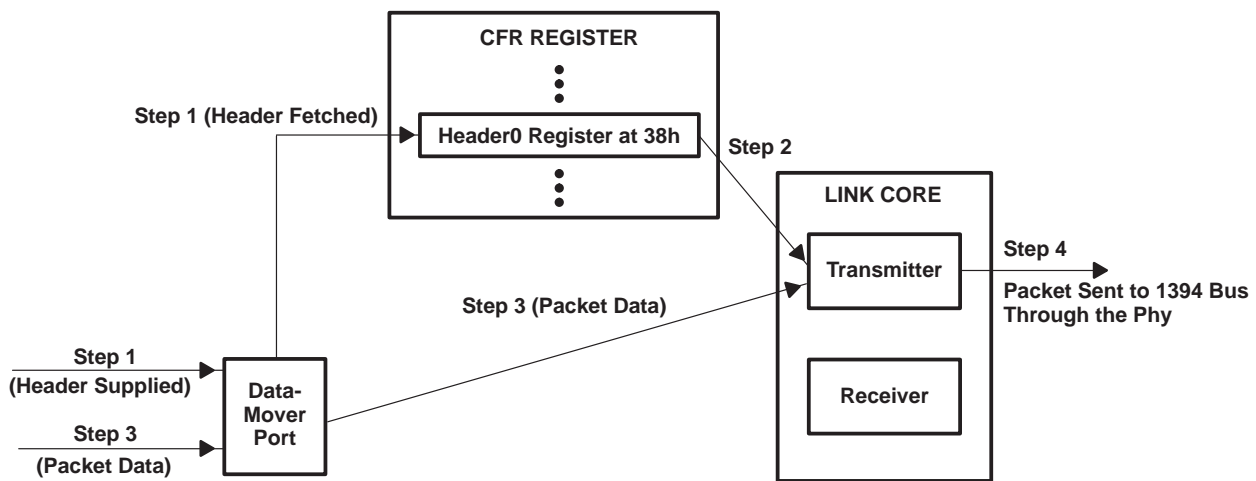 CFR REGISTER
Step 1 (Header Fetched)
Header0 Register at 38h
Step 2
LINK CORE
Transmitter
Step 4
Packet Sent to 1394 Bus
Through the Phy
Step 3 (Packet Data)
Step 1
(Header Supplied)
Data-
Mover
Port
Receiver
Step 3
(Packet Data)